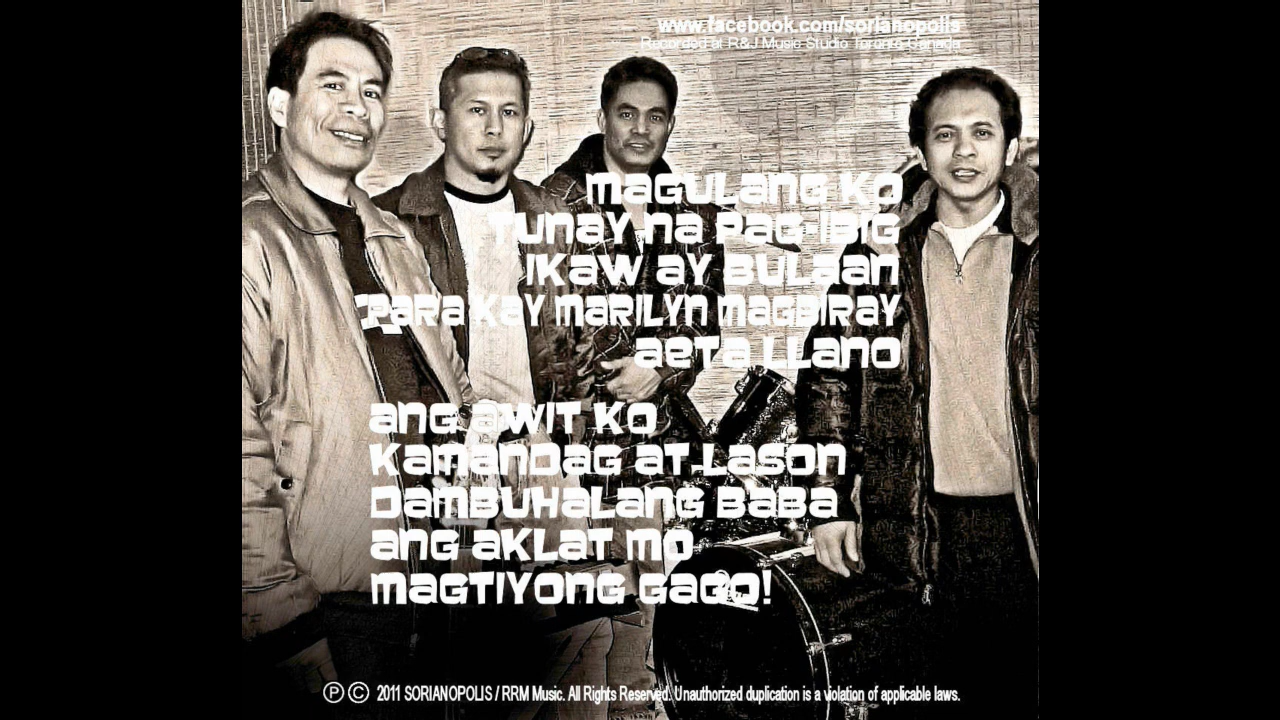 www.facebook.com/sorianopolis
Recorded at R&J Music Studio Toronto Canada
MAGULANG KO
TUNAY NA PAG-IBIG
IKAW AY BULAAN
PARA KAY MARILYN MAGBIRAY
AETA LLANO
ANG AWIT KO
KAMANDAG AT LASON
DAMBUHALANG BABA
ANG AKLAT MO
MAGTIYONG GAGO!
Ⓟ © 2011 SORIANOPOLIS / RRM Music. All Rights Reserved. Unauthorized duplication is a violation of applicable laws.